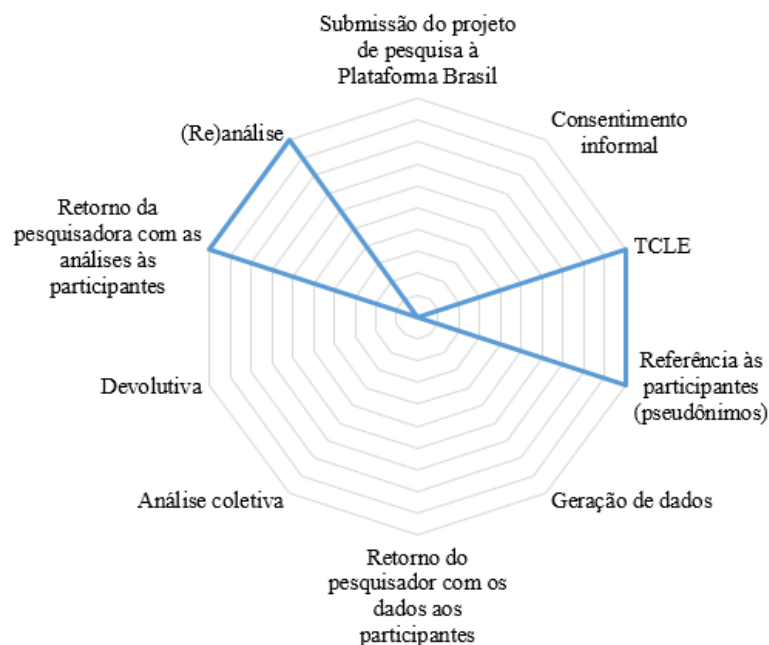 Submissão do projeto
de pesquisa à
Plataforma Brasil
Consentimento
informal
TCLE
Referência às
participantes
(pseudônimos)
Geração de dados
Retorno do
pesquisador com os
dados aos
participantes
Análise coletiva
Devolutiva
Retorno da
pesquisadora com as
análises às
participantes
(Re)análise